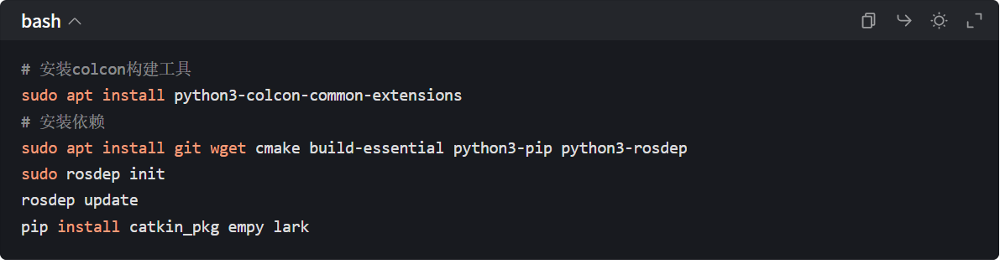 bash
# 安装colcon构建工具
sudo apt install python3-colcon-common-extensions
# 安装依赖
sudo apt install git wget cmake build-essential python3-pip python3-rosdep
sudo rosdep init
rosdep update
pip install catkin_pkg empy lark